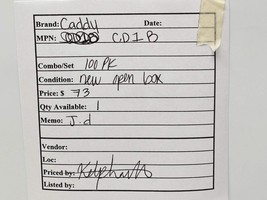 Brand: Caddy Date:
MPN: CD1B
Combo/Set 100 PK
Condition: new open box
Price: $ 73
Qty Available: 1
Memo: J.d
Vendor:
Loc:
Priced by:
Listed by: